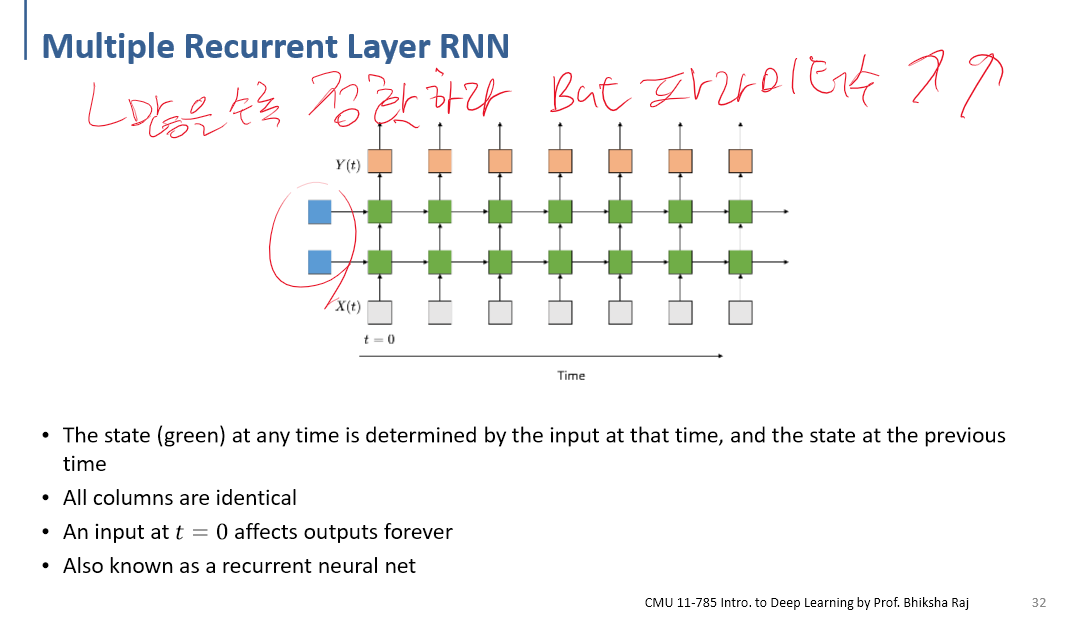 Multiple Recurrent Layer RNN
많을수록 정확하라 But 파라미터수 ↗↗
Y(t)
X(t)
t = 0
Time
• The state (green) at any time is determined by the input at that time, and the state at the previous
time
• All columns are identical
• An input at t = 0 affects outputs forever
• Also known as a recurrent neural net
CMU 11-785 Intro. to Deep Learning by Prof. Bhiksha Raj 32